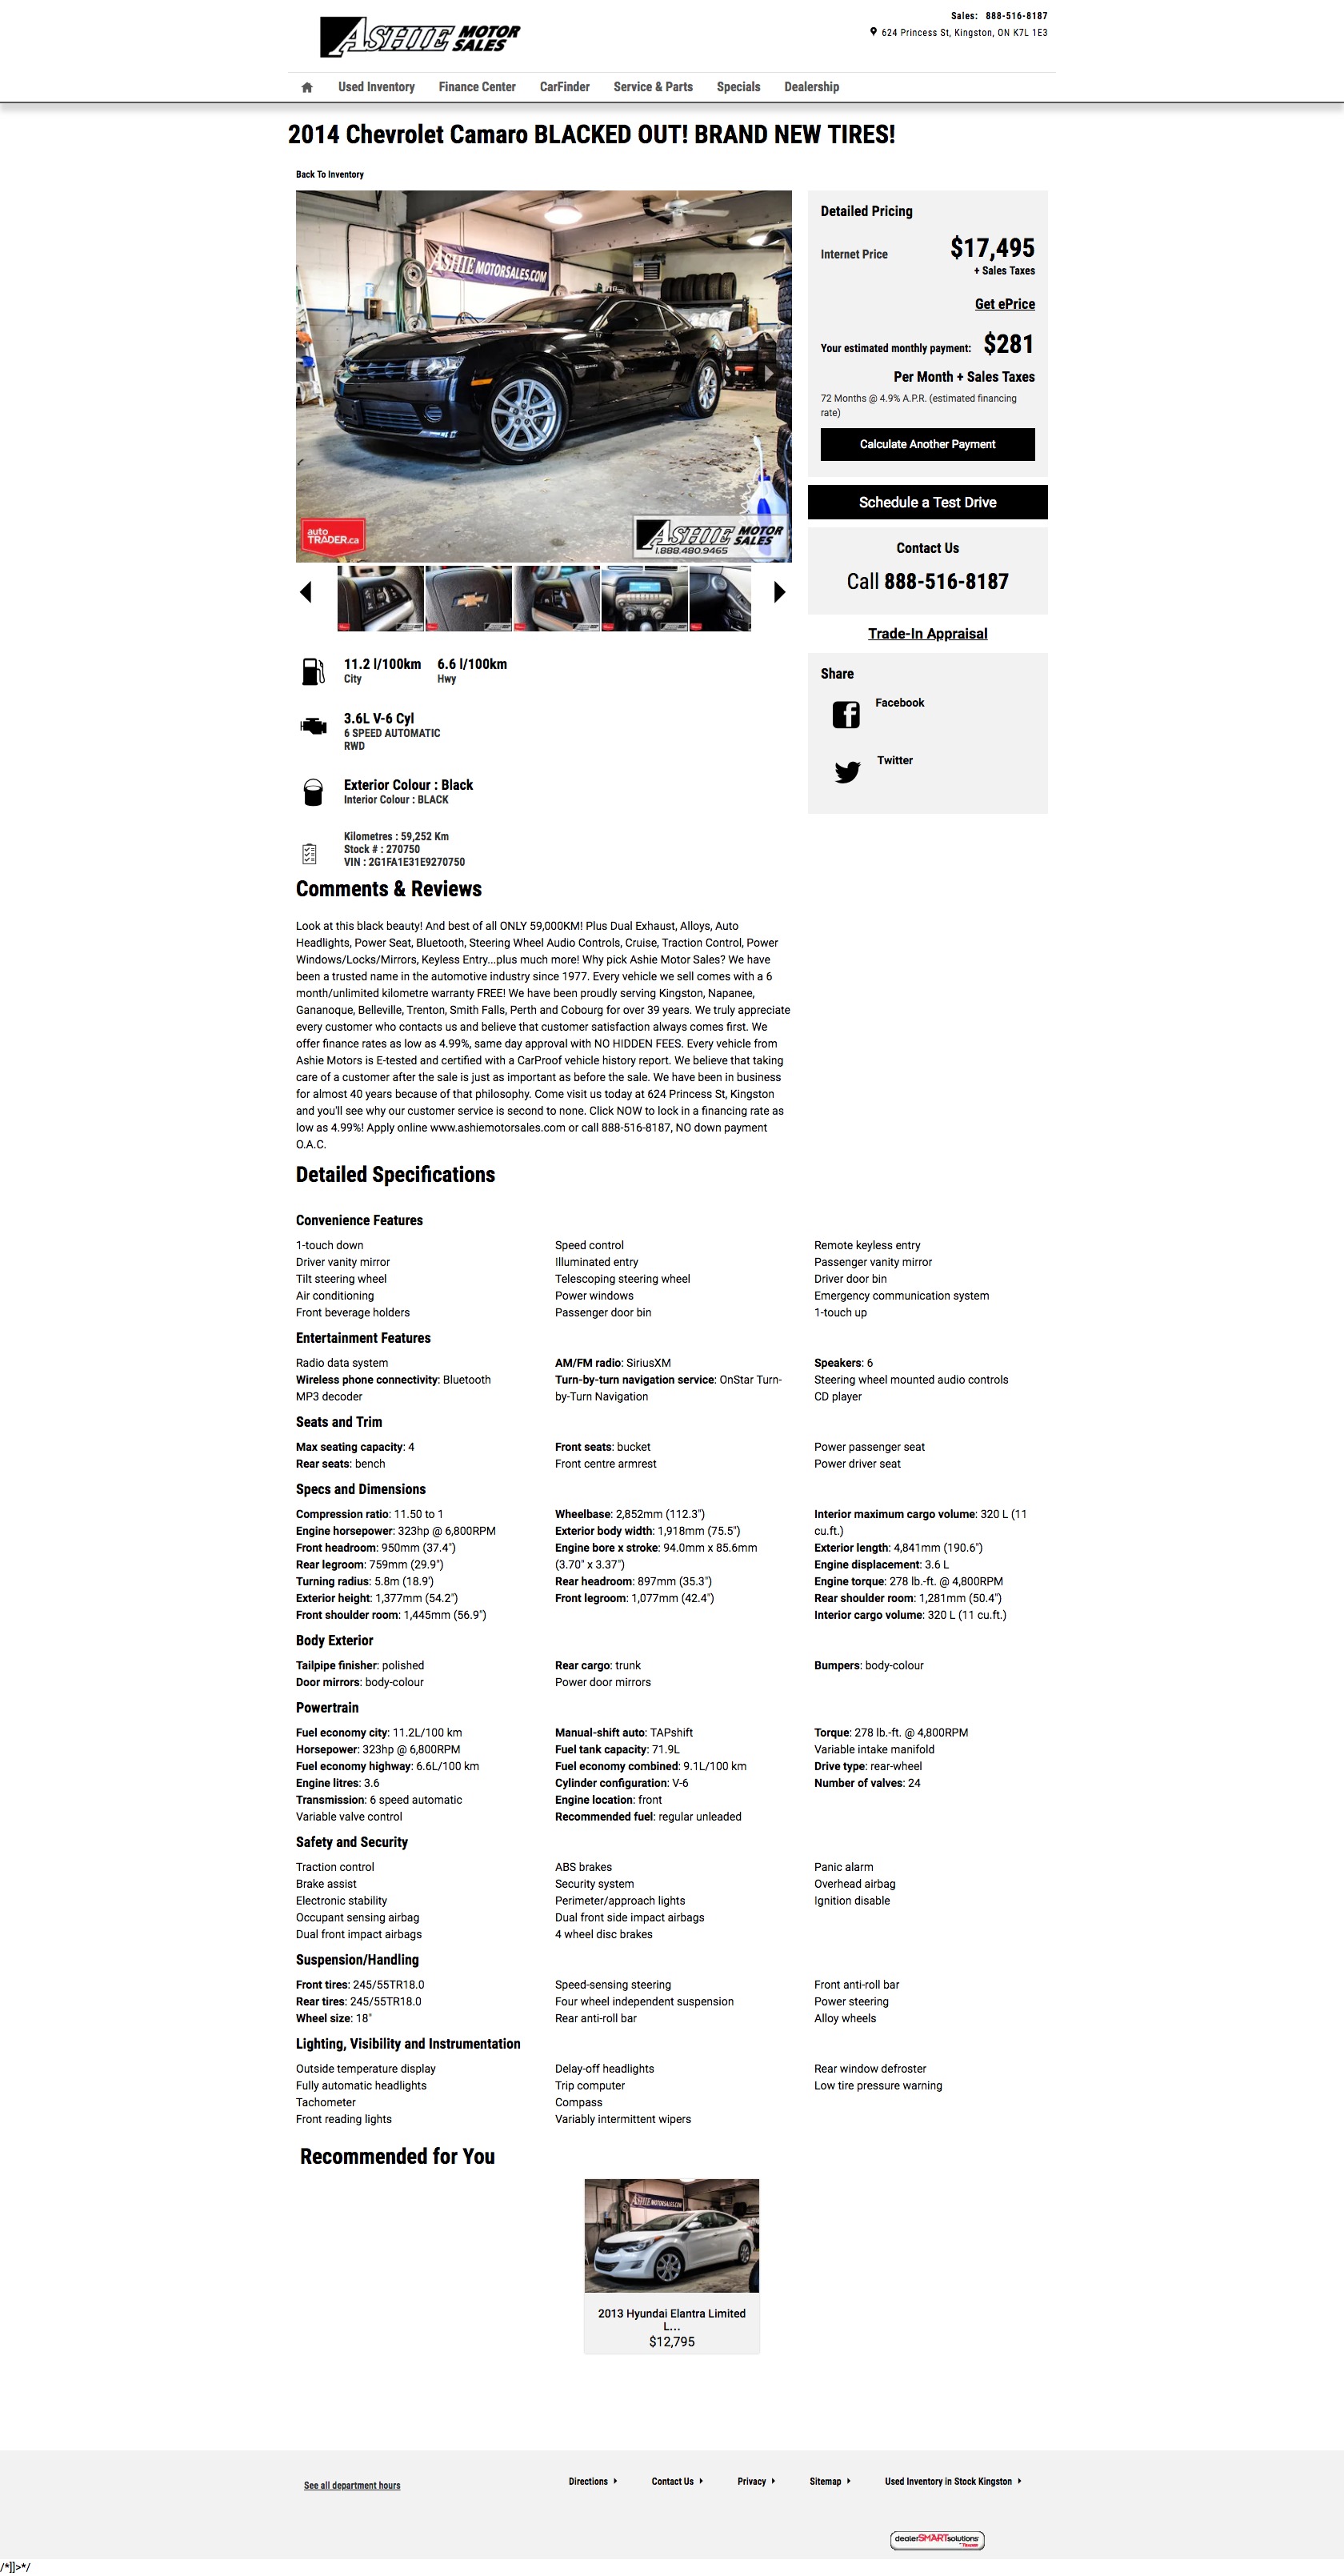 ASHIE MOTOR SALES
Sales: 888-516-8187
624 Princess St, Kingston, ON K7L 1E3
Used Inventory Finance Center CarFinder Service & Parts Specials Dealership
2014 Chevrolet Camaro BLACKED OUT! BRAND NEW TIRES!
Back To Inventory
ASHIE MOTORSALES.COM
auto
TRADER.ca
ASHIE MOTOR SALES
1.888.480.9465
Detailed Pricing
Internet Price $17,495
+ Sales Taxes
Get ePrice
Your estimated monthly payment: $281
Per Month + Sales Taxes
72 Months @ 4.9% A.P.R. (estimated financing
rate)
Calculate Another Payment
Schedule a Test Drive
Contact Us
Call 888-516-8187
Trade-In Appraisal
Share
Facebook
Twitter
11.2 l/100km 6.6 l/100km
City Hwy
3.6L V-6 Cyl
6 SPEED AUTOMATIC
RWD
Exterior Colour : Black
Interior Colour : BLACK
Kilometres : 59,252 Km
Stock # : 270750
VIN : 2G1FA1E31E9270750
Comments & Reviews
Look at this black beauty! And best of all ONLY 59,000KM! Plus Dual Exhaust, Alloys, Auto
Headlights, Power Seat, Bluetooth, Steering Wheel Audio Controls, Cruise, Traction Control, Power
Windows/Locks/Mirrors, Keyless Entry...plus much more! Why pick Ashie Motor Sales? We have
been a trusted name in the automotive industry since 1977. Every vehicle we sell comes with a 6
month/unlimited kilometre warranty FREE! We have been proudly serving Kingston, Napanee,
Gananoque, Belleville, Trenton, Smith Falls, Perth and Cobourg for over 39 years. We truly appreciate
every customer who contacts us and believe that customer satisfaction always comes first. We
offer finance rates as low as 4.99%, same day approval with NO HIDDEN FEES. Every vehicle from
Ashie Motors is E-tested and certified with a CarProof vehicle history report. We believe that taking
care of a customer after the sale is just as important as before the sale. We have been in business
for almost 40 years because of that philosophy. Come visit us today at 624 Princess St, Kingston
and you'll see why our customer service is second to none. Click NOW to lock in a financing rate as
low as 4.99%! Apply online www.ashiemotorsales.com or call 888-516-8187, NO down payment
O.A.C.
Detailed Specifications
Convenience Features
1-touch down Speed control Remote keyless entry
Driver vanity mirror Illuminated entry Passenger vanity mirror
Tilt steering wheel Telescoping steering wheel Driver door bin
Air conditioning Power windows Emergency communication system
Front beverage holders Passenger door bin 1-touch up
Entertainment Features
Radio data system AM/FM radio: SiriusXM Speakers: 6
Wireless phone connectivity: Bluetooth Turn-by-turn navigation service: OnStar Turn- Steering wheel mounted audio controls
MP3 decoder by-Turn Navigation CD player
Seats and Trim
Max seating capacity: 4 Front seats: bucket Power passenger seat
Rear seats: bench Front centre armrest Power driver seat
Specs and Dimensions
Compression ratio: 11.50 to 1 Wheelbase: 2,852mm (112.3") Interior maximum cargo volume: 320 L (11
Engine horsepower: 323hp @ 6,800RPM Exterior body width: 1,918mm (75.5") cu.ft.)
Front headroom: 950mm (37.4") Engine bore x stroke: 94.0mm x 85.6mm Exterior length: 4,841mm (190.6")
Rear legroom: 759mm (29.9") (3.70" x 3.37") Engine displacement: 3.6 L
Turning radius: 5.8m (18.9') Rear headroom: 897mm (35.3") Engine torque: 278 lb.-ft. @ 4,800RPM
Exterior height: 1,377mm (54.2") Front legroom: 1,077mm (42.4") Rear shoulder room: 1,281mm (50.4")
Front shoulder room: 1,445mm (56.9") Interior cargo volume: 320 L (11 cu.ft.)
Body Exterior
Tailpipe finisher: polished Rear cargo: trunk Bumpers: body-colour
Door mirrors: body-colour Power door mirrors
Powertrain
Fuel economy city: 11.2L/100 km Manual-shift auto: TAPshift Torque: 278 lb.-ft. @ 4,800RPM
Horsepower: 323hp @ 6,800RPM Fuel tank capacity: 71.9L Variable intake manifold
Fuel economy highway: 6.6L/100 km Fuel economy combined: 9.1L/100 km Drive type: rear-wheel
Engine litres: 3.6 Cylinder configuration: V-6 Number of valves: 24
Transmission: 6 speed automatic Engine location: front
Variable valve control Recommended fuel: regular unleaded
Safety and Security
Traction control ABS brakes Panic alarm
Brake assist Security system Overhead airbag
Electronic stability Perimeter/approach lights Ignition disable
Occupant sensing airbag Dual front side impact airbags
Dual front impact airbags 4 wheel disc brakes
Suspension/Handling
Front tires: 245/55TR18.0 Speed-sensing steering Front anti-roll bar
Rear tires: 245/55TR18.0 Four wheel independent suspension Power steering
Wheel size: 18" Rear anti-roll bar Alloy wheels
Lighting, Visibility and Instrumentation
Outside temperature display Delay-off headlights Rear window defroster
Fully automatic headlights Trip computer Low tire pressure warning
Tachometer Compass
Front reading lights Variably intermittent wipers
Recommended for You
2013 Hyundai Elantra Limited
L...
$12,795
See all department hours Directions Contact Us Privacy Sitemap Used Inventory in Stock Kingston
dealerSMARTsolutions
/*]]>*/